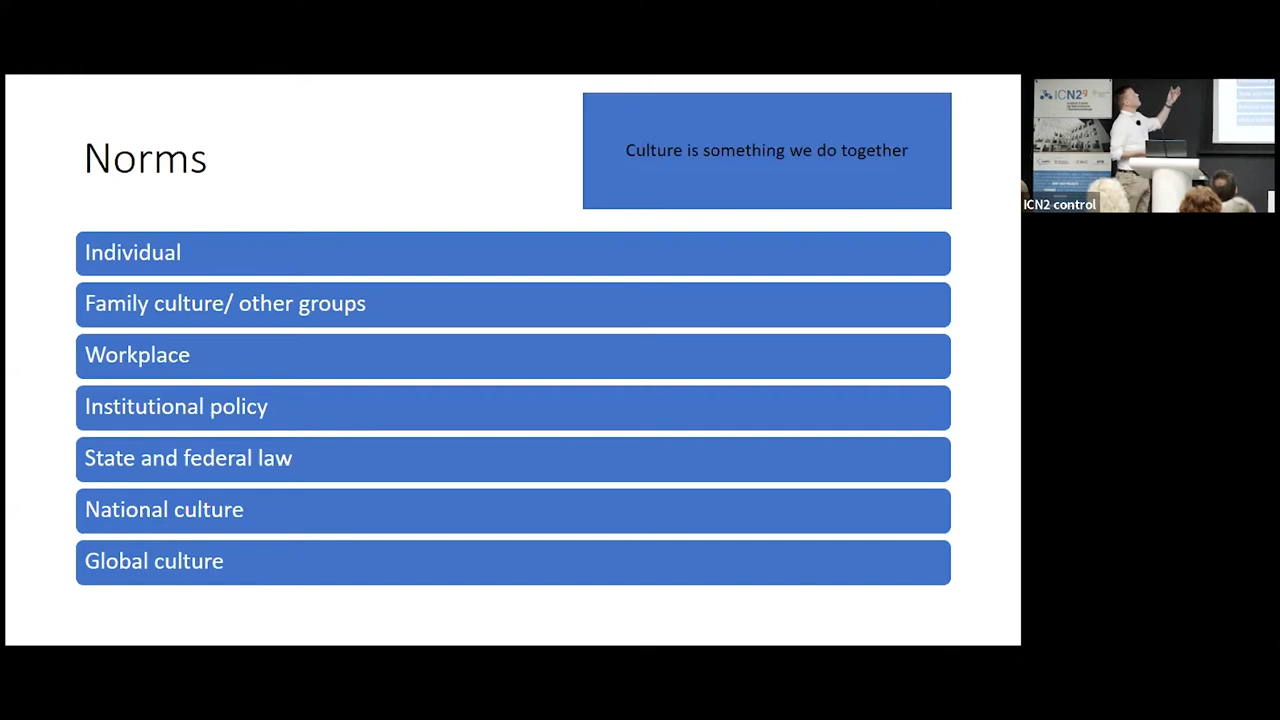 Norms
Culture is something we do together
Individual
Family culture/ other groups
Workplace
Institutional policy
State and federal law
National culture
Global culture
ICN2
ICN2 control